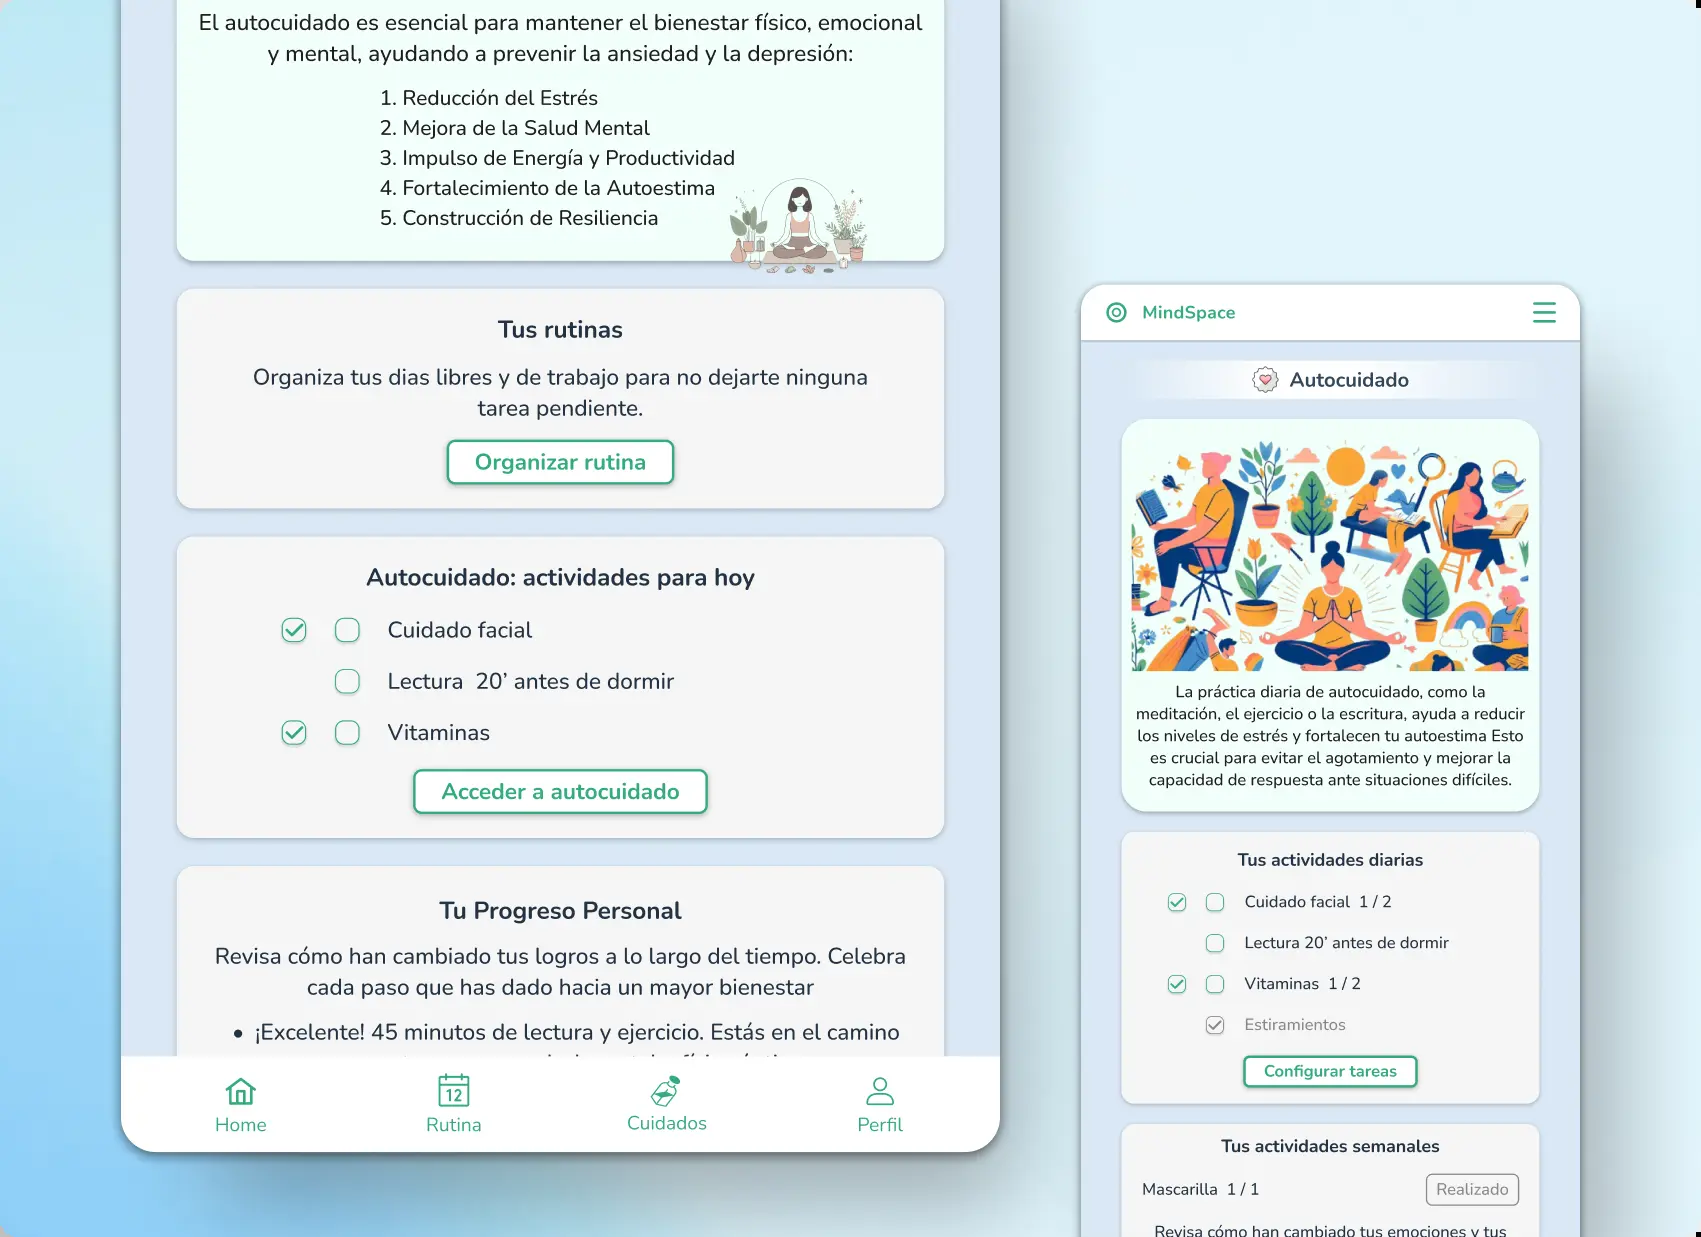 El autocuidado es esencial para mantener el bienestar físico, emocional
y mental, ayudando a prevenir la ansiedad y la depresión:
1. Reducción del Estrés
2. Mejora de la Salud Mental
3. Impulso de Energía y Productividad
4. Fortalecimiento de la Autoestima
5. Construcción de Resiliencia
Tus rutinas
Organiza tus dias libres y de trabajo para no dejarte ninguna
tarea pendiente.
Organizar rutina
Autocuidado: actividades para hoy
Cuidado facial
Lectura 20’ antes de dormir
Vitaminas
Acceder a autocuidado
Tu Progreso Personal
Revisa cómo han cambiado tus logros a lo largo del tiempo. Celebra
cada paso que has dado hacia un mayor bienestar
• ¡Excelente! 45 minutos de lectura y ejercicio. Estás en el camino
12
Home
Rutina
Cuidados
Perfil
MindSpace
Autocuidado
La práctica diaria de autocuidado, como la
meditación, el ejercicio o la escritura, ayuda a reducir
los niveles de estrés y fortalecen tu autoestima Esto
es crucial para evitar el agotamiento y mejorar la
capacidad de respuesta ante situaciones difíciles.
Tus actividades diarias
Cuidado facial 1 / 2
Lectura 20’ antes de dormir
Vitaminas 1 / 2
Estiramientos
Configurar tareas
Tus actividades semanales
Mascarilla 1 / 1
Realizado
Revisa cómo han cambiado tus emociones y tus